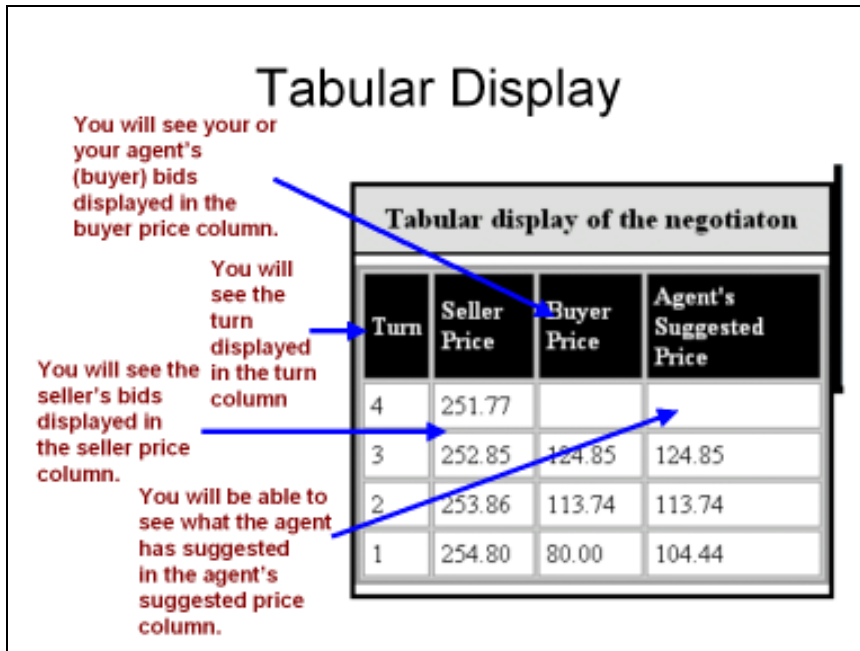 Tabular Display
You will see your or
your agent's
(buyer) bids
displayed in the
buyer price column.
You will
see the
turn
displayed
in the turn
column
You will see the
seller's bids
displayed in
the seller price
column.
You will be able to
see what the agent
has suggested
in the agent's
suggested price
column.
Tabular display of the negotiaton
Turn Seller Price Buyer Price Agent's Suggested Price
4 251.77
3 252.85 124.85 124.85
2 253.86 113.74 113.74
1 254.80 80.00 104.44